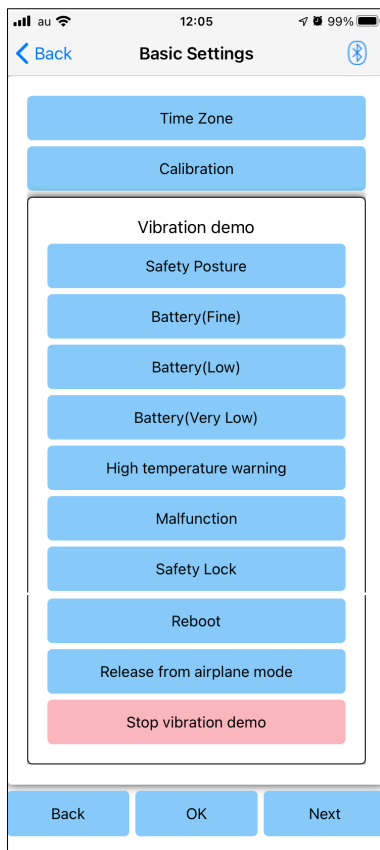 au 12:05 99%
Back Basic Settings
Time Zone
Calibration
Vibration demo
Safety Posture
Battery(Fine)
Battery(Low)
Battery(Very Low)
High temperature warning
Malfunction
Safety Lock
Reboot
Release from airplane mode
Stop vibration demo
Back OK Next